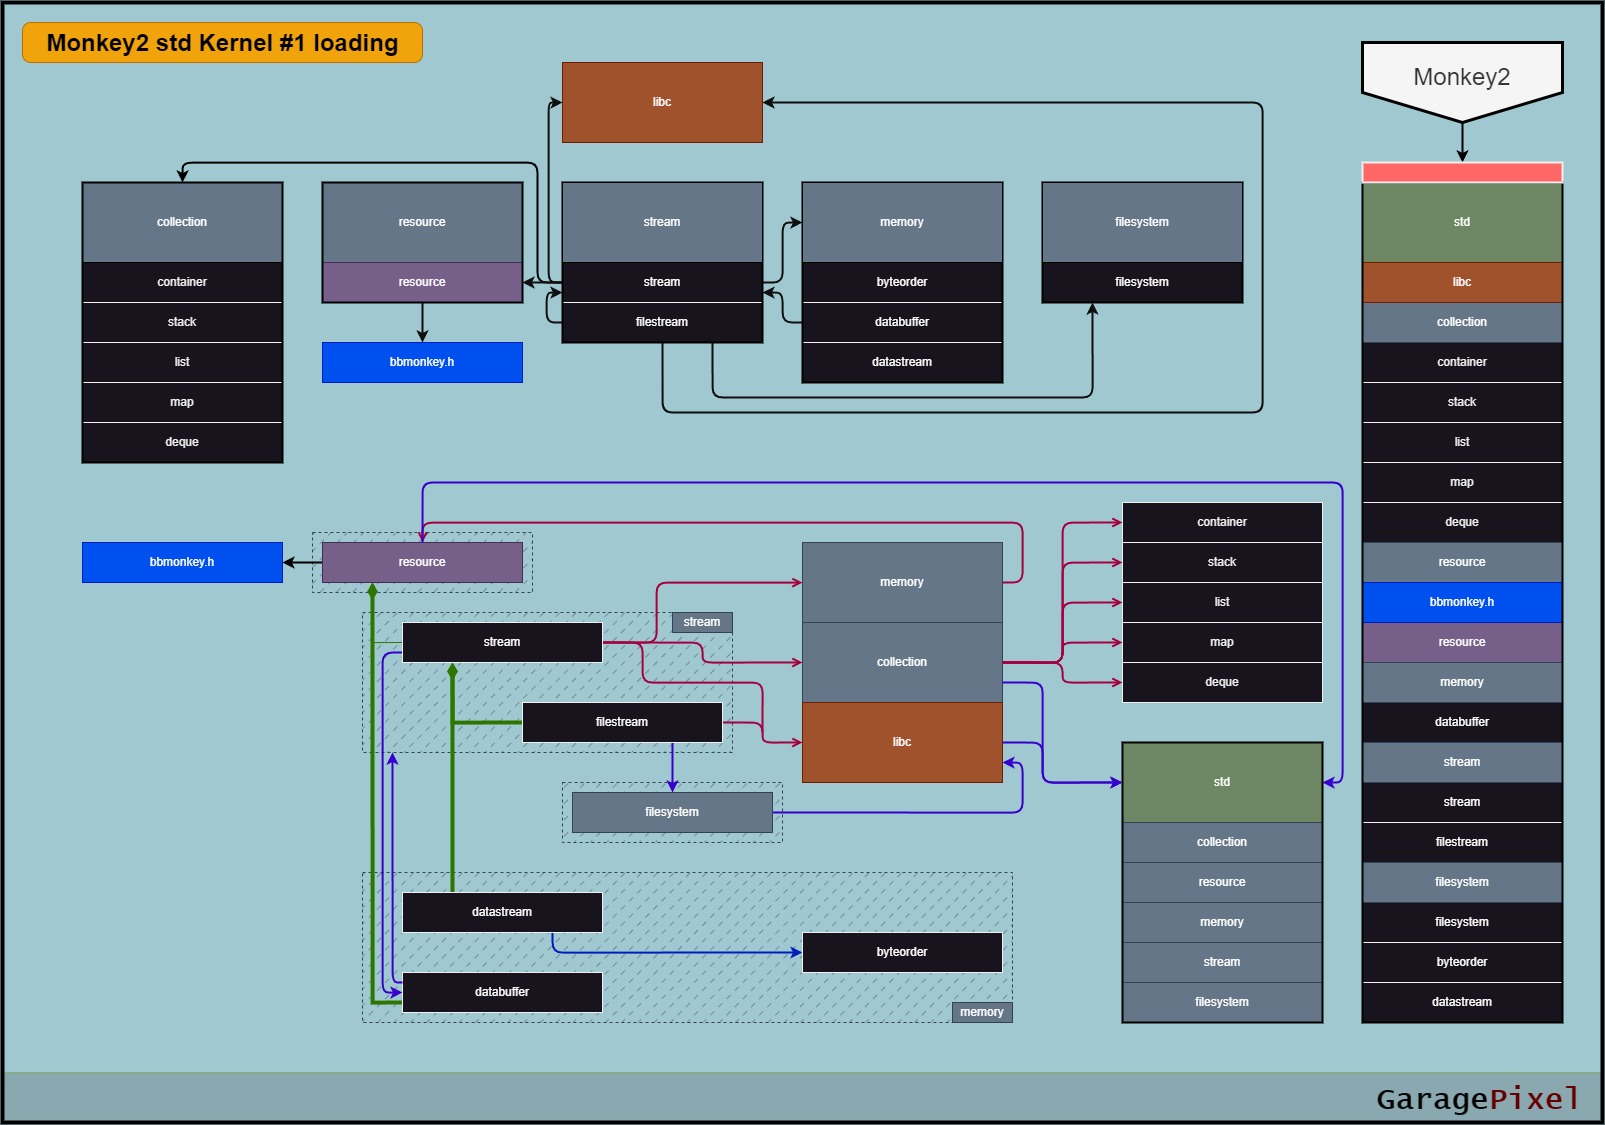 Monkey2 std Kernel #1 loading
libc
Monkey2
collection
container
stack
list
map
deque
resource
resource
bbmonkey.h
stream
stream
filestream
memory
byteorder
databuffer
datastream
filesystem
filesystem
bbmonkey.h
resource
stream
stream
filestream
filesystem
datastream
databuffer
byteorder
memory
memory
collection
libc
container
stack
list
map
deque
std
collection
resource
memory
stream
filesystem
std
libc
collection
container
stack
list
map
deque
resource
bbmonkey.h
resource
memory
databuffer
stream
stream
filestream
filesystem
filesystem
byteorder
datastream
GaragePixel